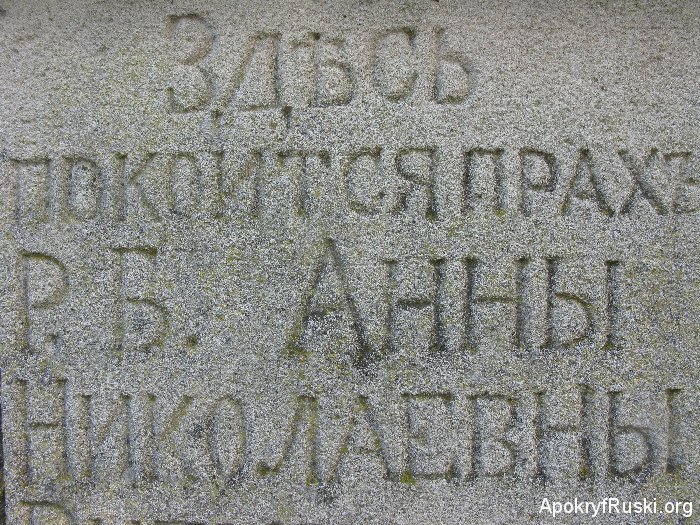 ЗДѢСЬ
ПОКОИТСЯ ПРАХЪ
Р. Б. АННЫ
НИКОЛАЕВНЫ
ApokryfRuski.org